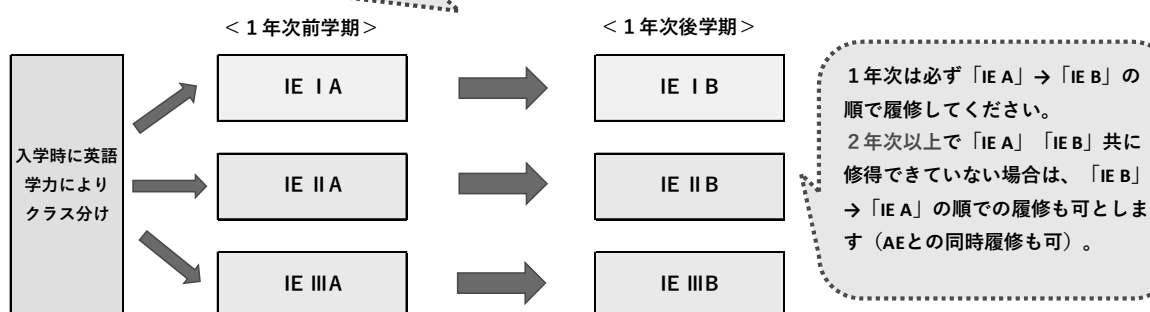 ＜１年次前学期＞
＜１年次後学期＞
入学時に英語
学力により
クラス分け
IE ⅠA
IE ⅠB
IE ⅡA
IE ⅡB
IE ⅢA
IE ⅢB
１年次は必ず「IE A」→「IE B」の
順で履修してください。
２年次以上で「IE A」「IE B」共に
修得できていない場合は、「IE B」
→「IE A」の順での履修も可としま
す（AEとの同時履修も可）。